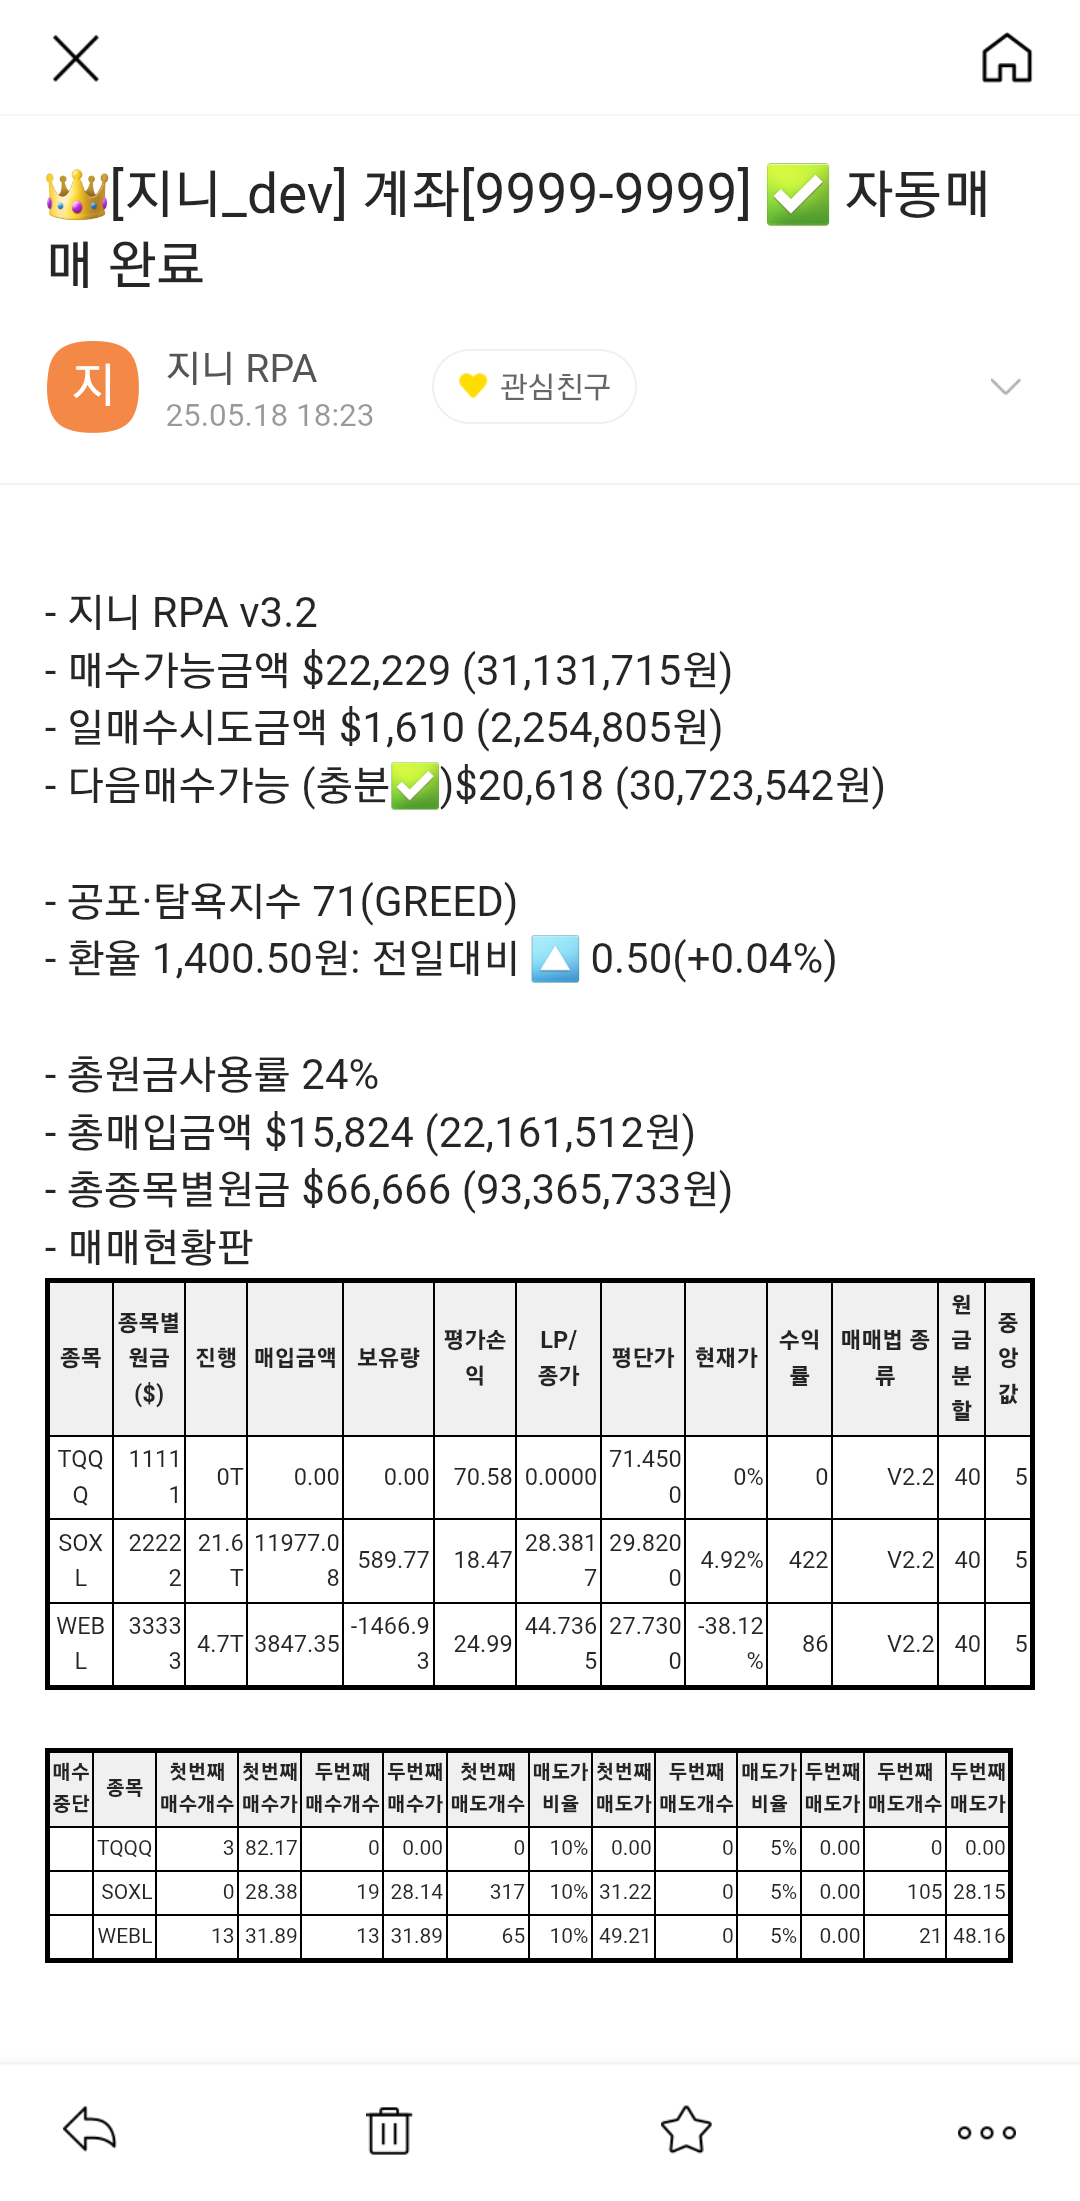 👑[지니_dev] 계좌[9999-9999] ✅ 자동매
매 완료
지
지니 RPA
25.05.18 18:23
💛 관심친구
- 지니 RPA v3.2
- 매수가능금액 $22,229 (31,131,715원)
- 일매수시도금액 $1,610 (2,254,805원)
- 다음매수가능 (충분✅)$20,618 (30,723,542원)
- 공포·탐욕지수 71(GREED)
- 환율 1,400.50원: 전일대비 🔼 0.50(+0.04%)
- 총원금사용률 24%
- 총매입금액 $15,824 (22,161,512원)
- 총종목별원금 $66,666 (93,365,733원)
- 매매현황판
종목 종목별원금($) 진행 매입금액 보유량 평가손익 LP/종가 평단가 현재가 수익률 매매법 종류 원금분할 중앙값
TQQQ 11111 0T 0.00 0.00 70.58 0.0000 71.4500 0% 0 V2.2 40 5
SOXL 22222 21.6T 11977.08 589.77 18.47 28.3817 29.8200 4.92% 422 V2.2 40 5
WEBL 33333 4.7T 3847.35 -1466.93 24.99 44.7365 27.7300 -38.12% 86 V2.2 40 5
매수중단 종목 첫번째매수개수 첫번째매수가 두번째매수개수 두번째매수가 첫번째매도개수 매도가비율 첫번째매도가 두번째매도개수 매도가비율 두번째매도가 두번째매도개수 두번째매도가
TQQQ 3 82.17 0 0.00 0 10% 0.00 0 5% 0.00 0 0.00
SOXL 0 28.38 19 28.14 317 10% 31.22 0 5% 0.00 105 28.15
WEBL 13 31.89 13 31.89 65 10% 49.21 0 5% 0.00 21 48.16